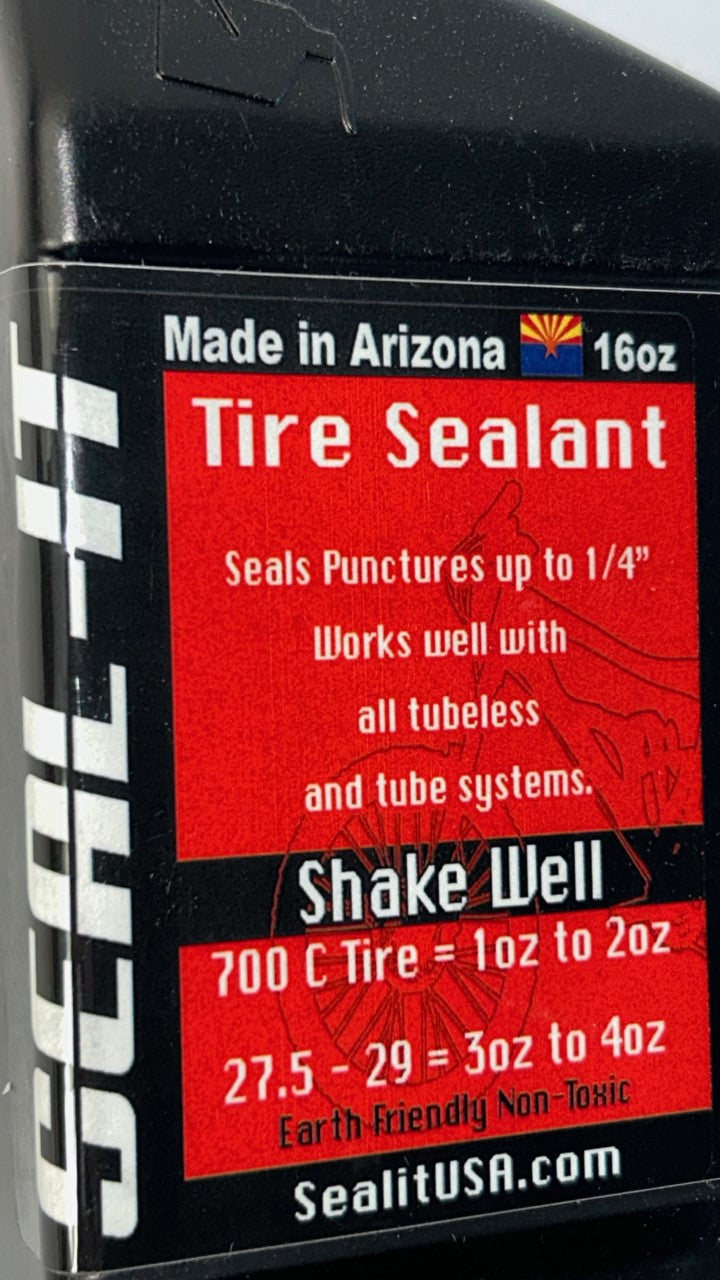 SEAL-IT
Made in Arizona 16oz
Tire Sealant
Seals Punctures up to 1/4"
Works well with
all tubeless
and tube systems.
Shake Well
700 C Tire = 1oz to 2oz
27.5 - 29 = 3oz to 4oz
Earth Friendly Non-Toxic
SealitUSA.com